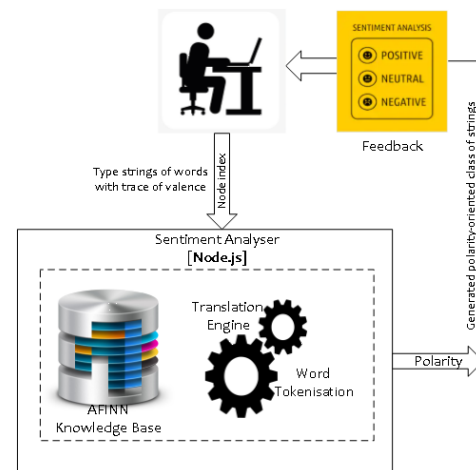 SENTIMENT ANALYSIS
POSITIVE
NEUTRAL
NEGATIVE
Feedback
Type strings of words
with trace of valence
Node index
Generated polarity-oriented class of strings
Sentiment Analyser
[Node.js]
Translation
Engine
Word
Tokenisation
AFINN
Knowledge Base
Polarity